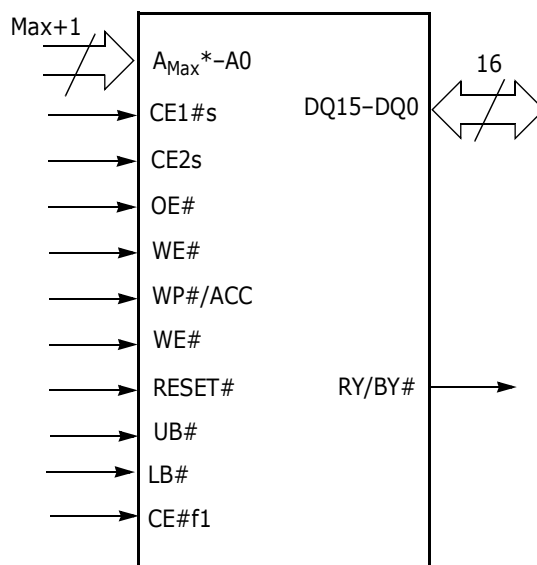 Max+1
A_Max*–A0
CE1#s
CE2s
OE#
WE#
WP#/ACC
WE#
RESET#
UB#
LB#
CE#f1
16
DQ15–DQ0
RY/BY#